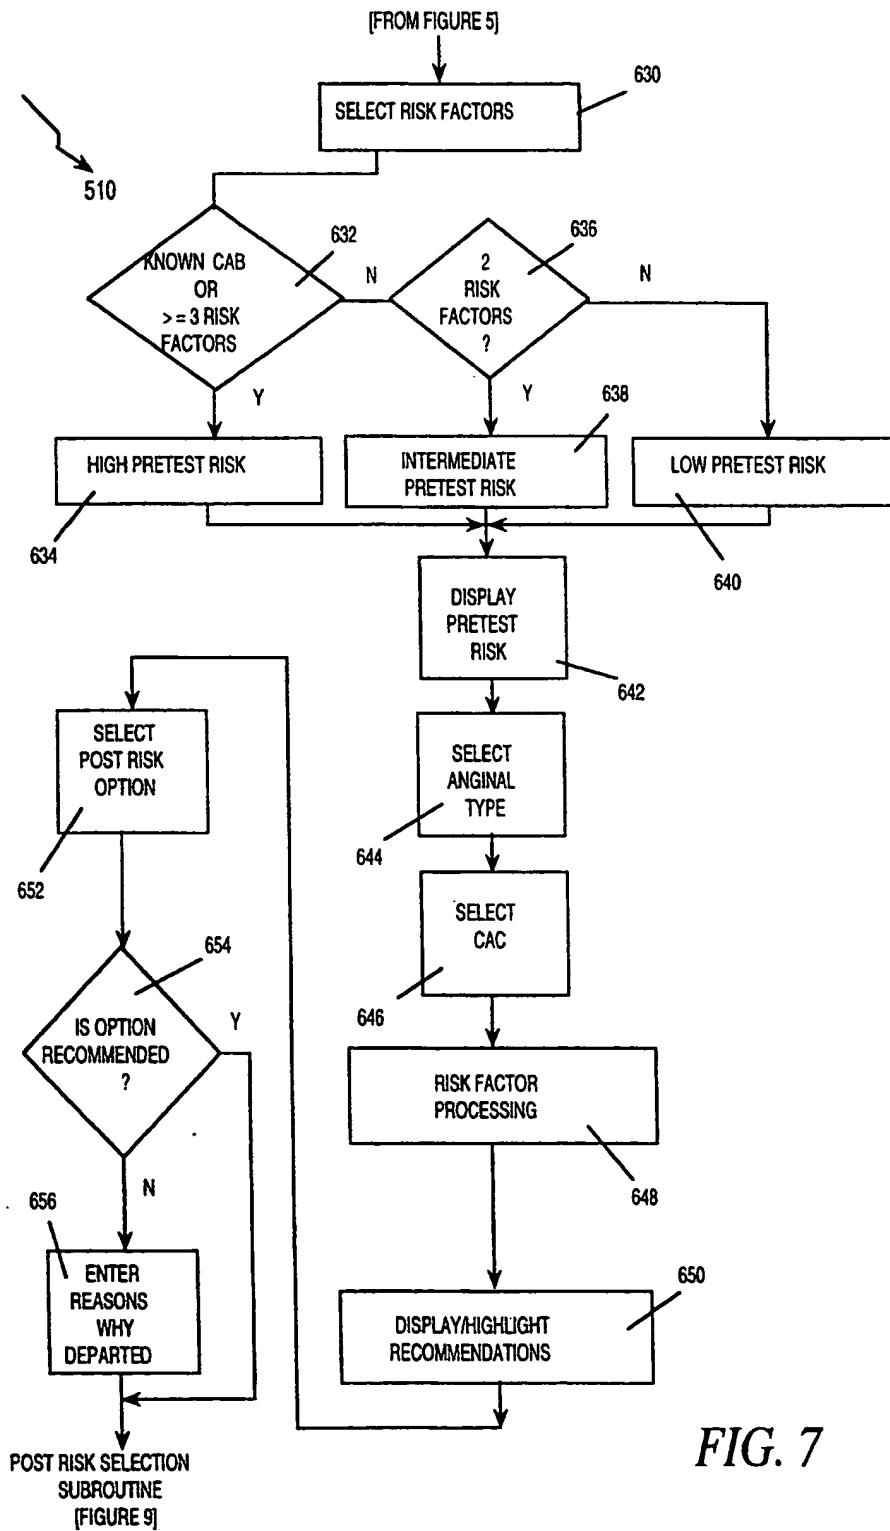 [FROM FIGURE 5]
630
SELECT RISK FACTORS
510
632
KNOWN CAB
OR
> = 3 RISK
FACTORS
N
636
2
RISK
FACTORS
?
N
Y
Y
638
HIGH PRETEST RISK
INTERMEDIATE
PRETEST RISK
LOW PRETEST RISK
634
640
DISPLAY
PRETEST
RISK
642
SELECT
POST RISK
OPTION
SELECT
ANGINAL
TYPE
644
652
SELECT
CAC
646
654
IS OPTION
RECOMMENDED
?
Y
RISK FACTOR
PROCESSING
648
N
656
ENTER
REASONS
WHY
DEPARTED
650
DISPLAY/HIGHLIGHT
RECOMMENDATIONS
POST RISK SELECTION
SUBROUTINE
[FIGURE 9]
FIG. 7